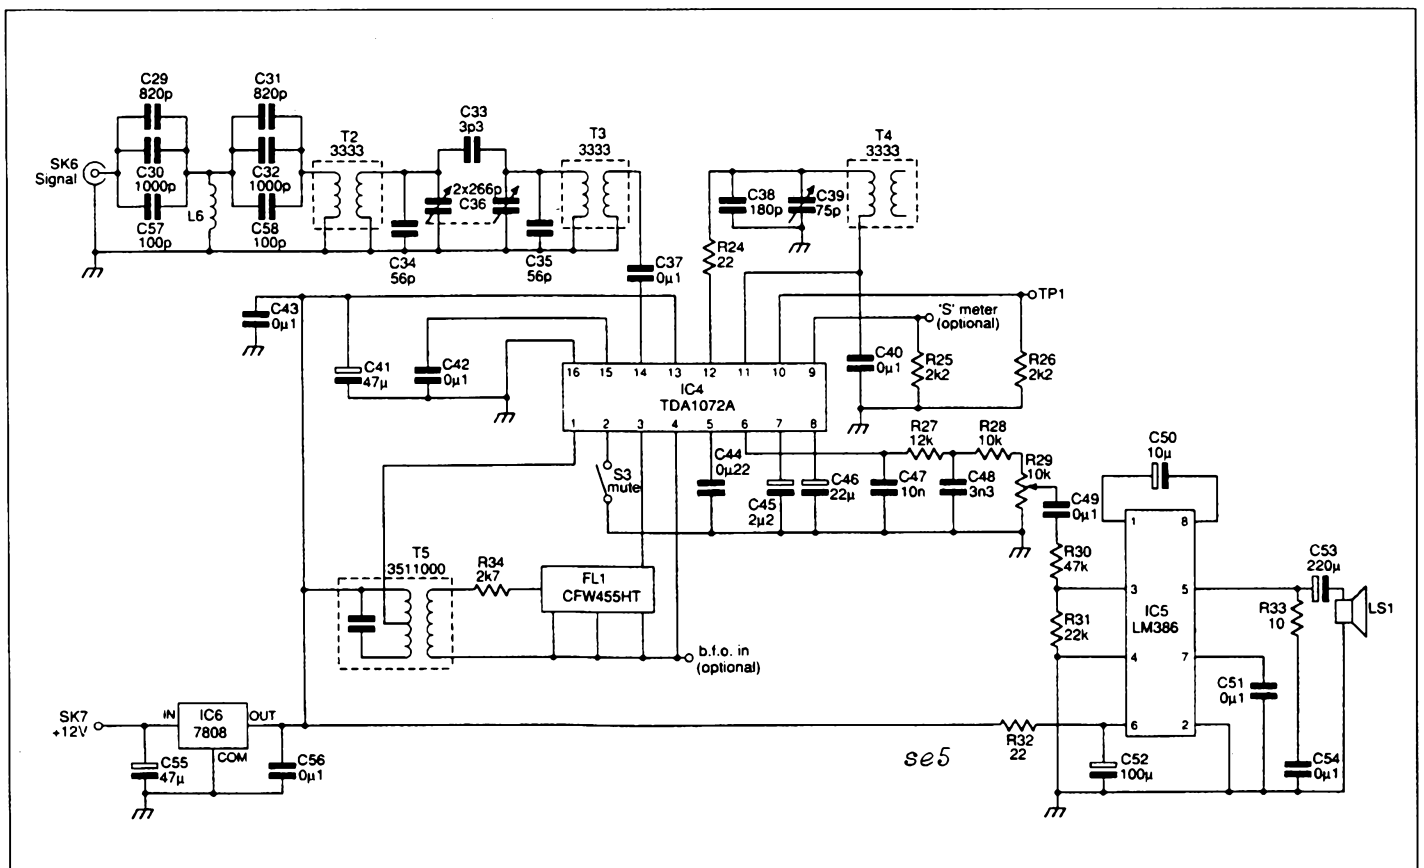 C29
820p
C31
820p
C33
3p3
T2
3333
T3
3333
T4
3333
SK6
Signal
C30
1000p
C32
1000p
2x266p
C36
C38
180p
C39
75p
L6
C57
100p
C58
100p
C34
56p
C35
56p
C37
0µ1
R24
22
TP1
'S' meter
(optional)
C43
0µ1
C41
47µ
C42
0µ1
C40
0µ1
R25
2k2
R26
2k2
16 15 14 13 12 11 10 9
IC4
TDA1072A
1 2 3 4 5 6 7 8
R27
12k
R28
10k
R29
10k
C50
10µ
S3
mute
C44
0µ22
C45
2µ2
C46
22µ
C47
10n
C48
3n3
C49
0µ1
1 8
T5
3511000
R34
2k7
FL1
CFW455HT
R30
47k
C53
220µ
3 5
IC5
LM386
R31
22k
R33
10
LS1
4 7
b.f.o. in
(optional)
C51
0µ1
6 2
SK7
+12V
IN
IC6
7808
OUT
COM
R32
22
se5
C55
47µ
C56
0µ1
C52
100µ
C54
0µ1